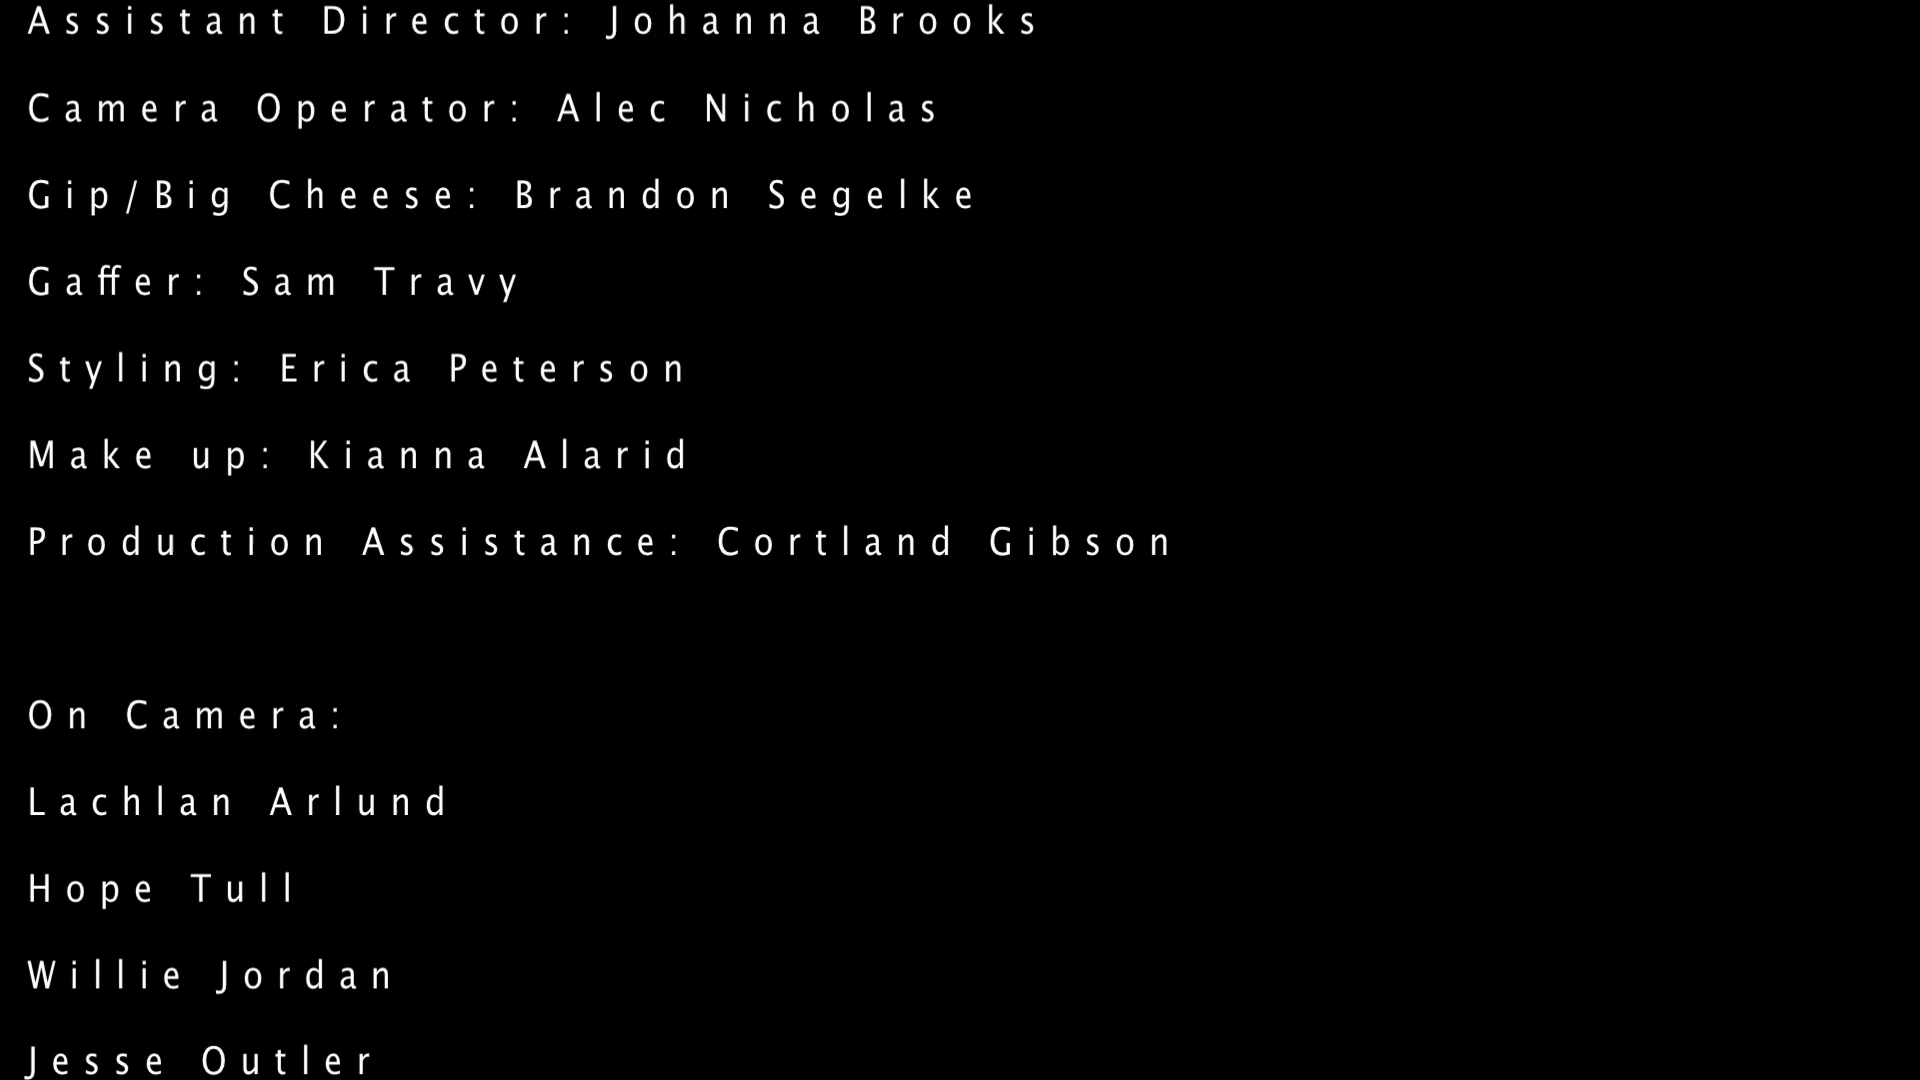 Assistant Director: Johanna Brooks
Camera Operator: Alec Nicholas
Gip/Big Cheese: Brandon Segelke
Gaffer: Sam Travy
Styling: Erica Peterson
Make up: Kianna Alarid
Production Assistance: Cortland Gibson
On Camera:
Lachlan Arlund
Hope Tull
Willie Jordan
Jesse Outler